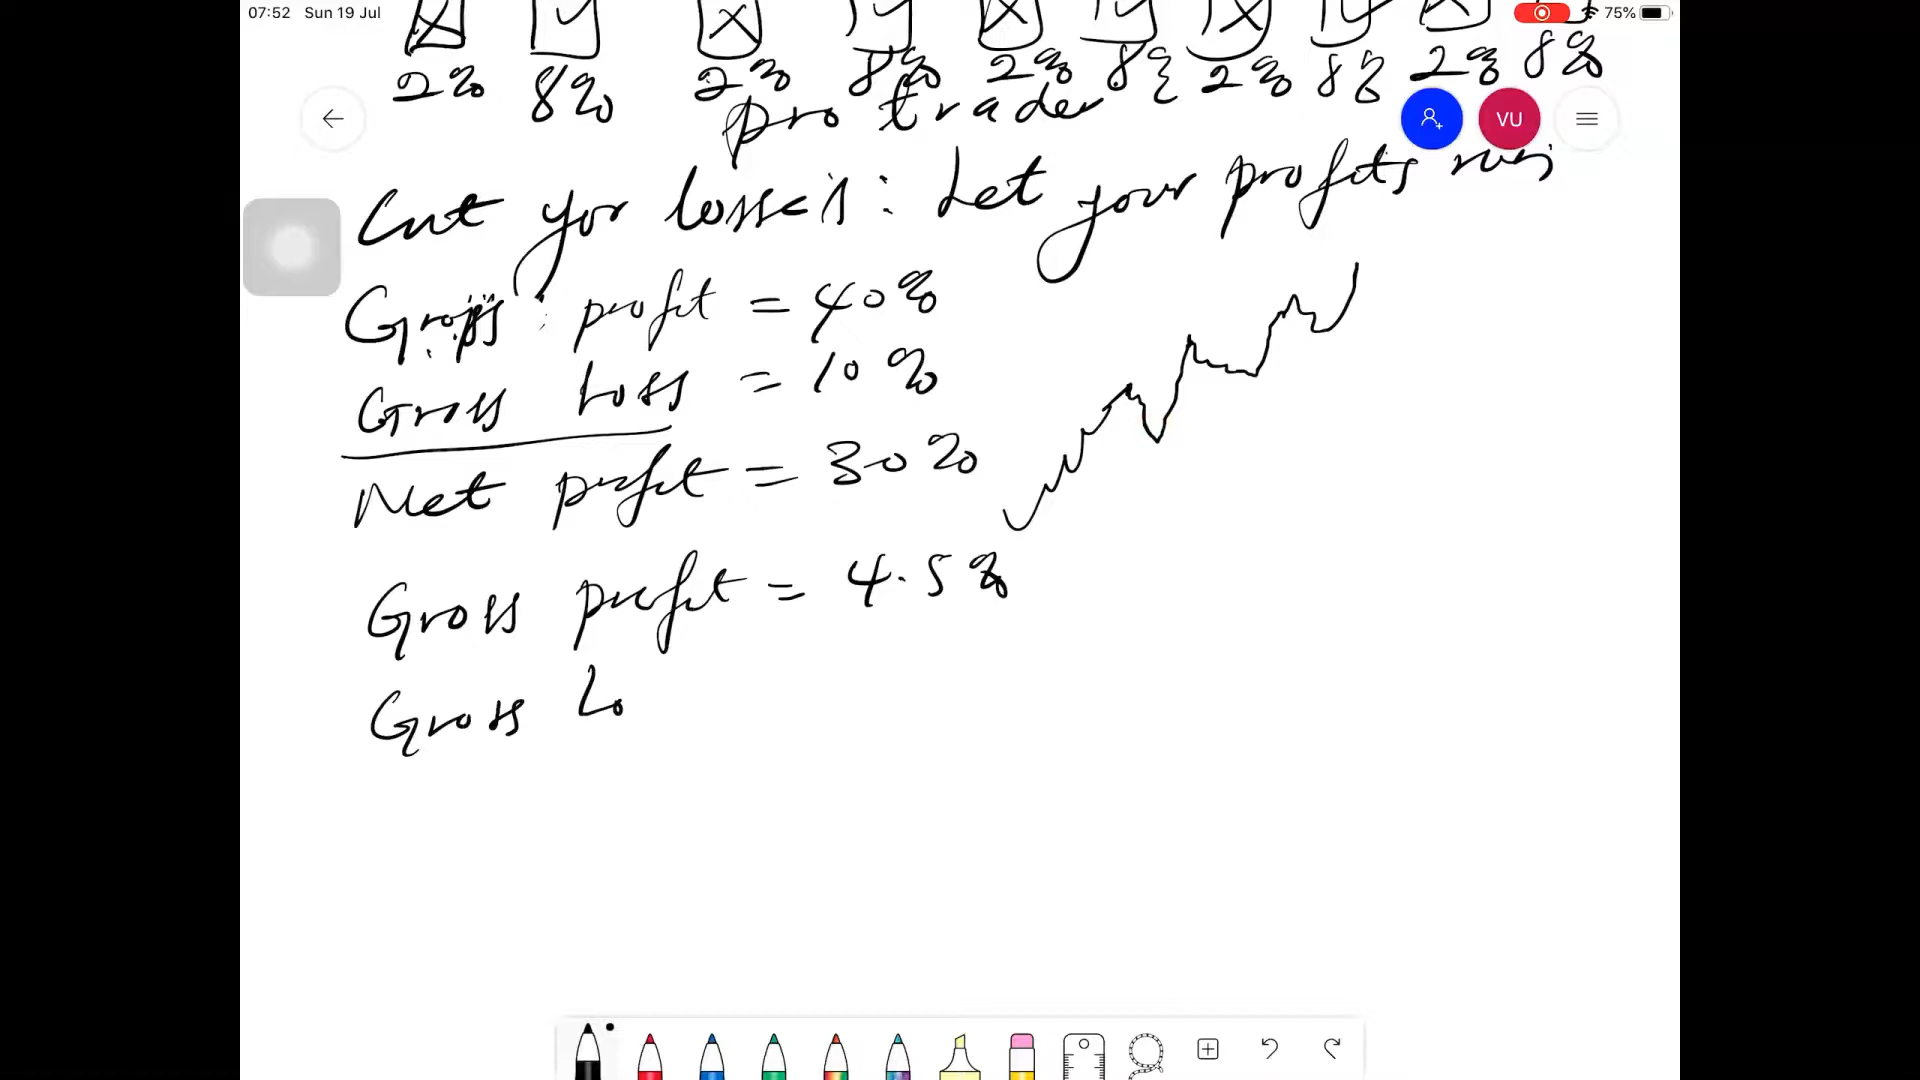 07:52 Sun 19 Jul 75%
x y x y x y x y x y
2% 8% 2% 8% 2% 8% 2% 8% 2% 8%
pro trader
VU
Cut your losses: Let your profits run
Gross profit = 40%
Gross Loss = 10%
Net profit = 30%
Gross profit = 4.5%
Gross Lo